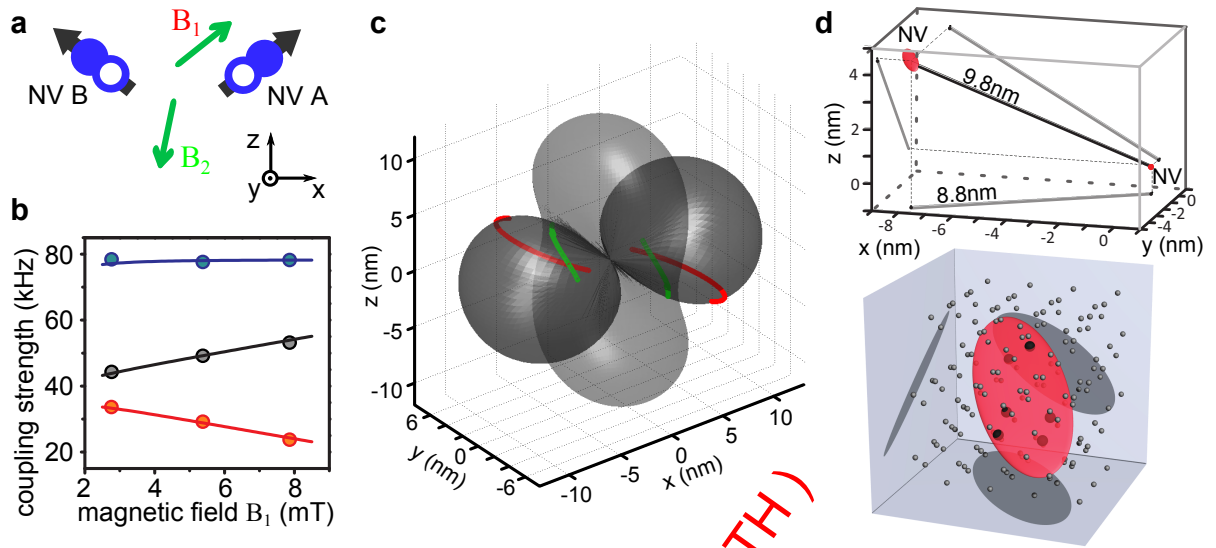 a
B₁
NV B
NV A
B₂
z
y
x
b
coupling strength (kHz)
80
60
40
20
2
4
6
8
magnetic field B₁ (mT)
c
z (nm)
10
5
0
-5
-10
6
0
-6
y (nm)
-10
-5
0
5
10
x (nm)
TH)
d
NV
9.8nm
NV
8.8nm
z (nm)
4
2
0
-8
-7
-6
-4
-2
0
x (nm)
0
-2
-4
y (nm)